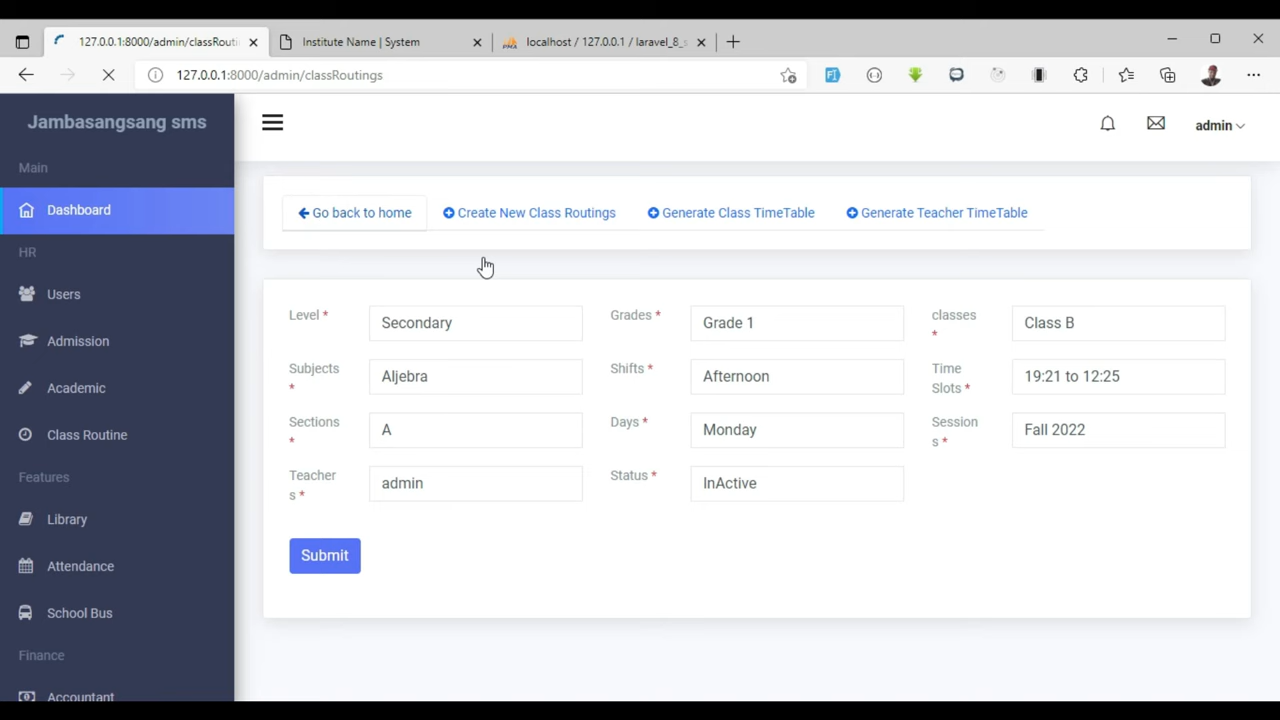 127.0.0.1:8000/admin/classRouti
Institute Name | System
PMA
localhost / 127.0.0.1 / laravel_8_s
127.0.0.1:8000/admin/classRoutings
Jambasangsang sms
admin
Main
Dashboard
Go back to home
Create New Class Routings
Generate Class TimeTable
Generate Teacher TimeTable
HR
Users
Admission
Academic
Class Routine
Features
Library
Attendance
School Bus
Finance
Accountant
Level *
Secondary
Grades *
Grade 1
classes
*
Class B
Subjects
*
Aljebra
Shifts *
Afternoon
Time
Slots *
19:21 to 12:25
Sections
*
A
Days *
Monday
Session
s *
Fall 2022
Teacher
s *
admin
Status *
InActive
Submit